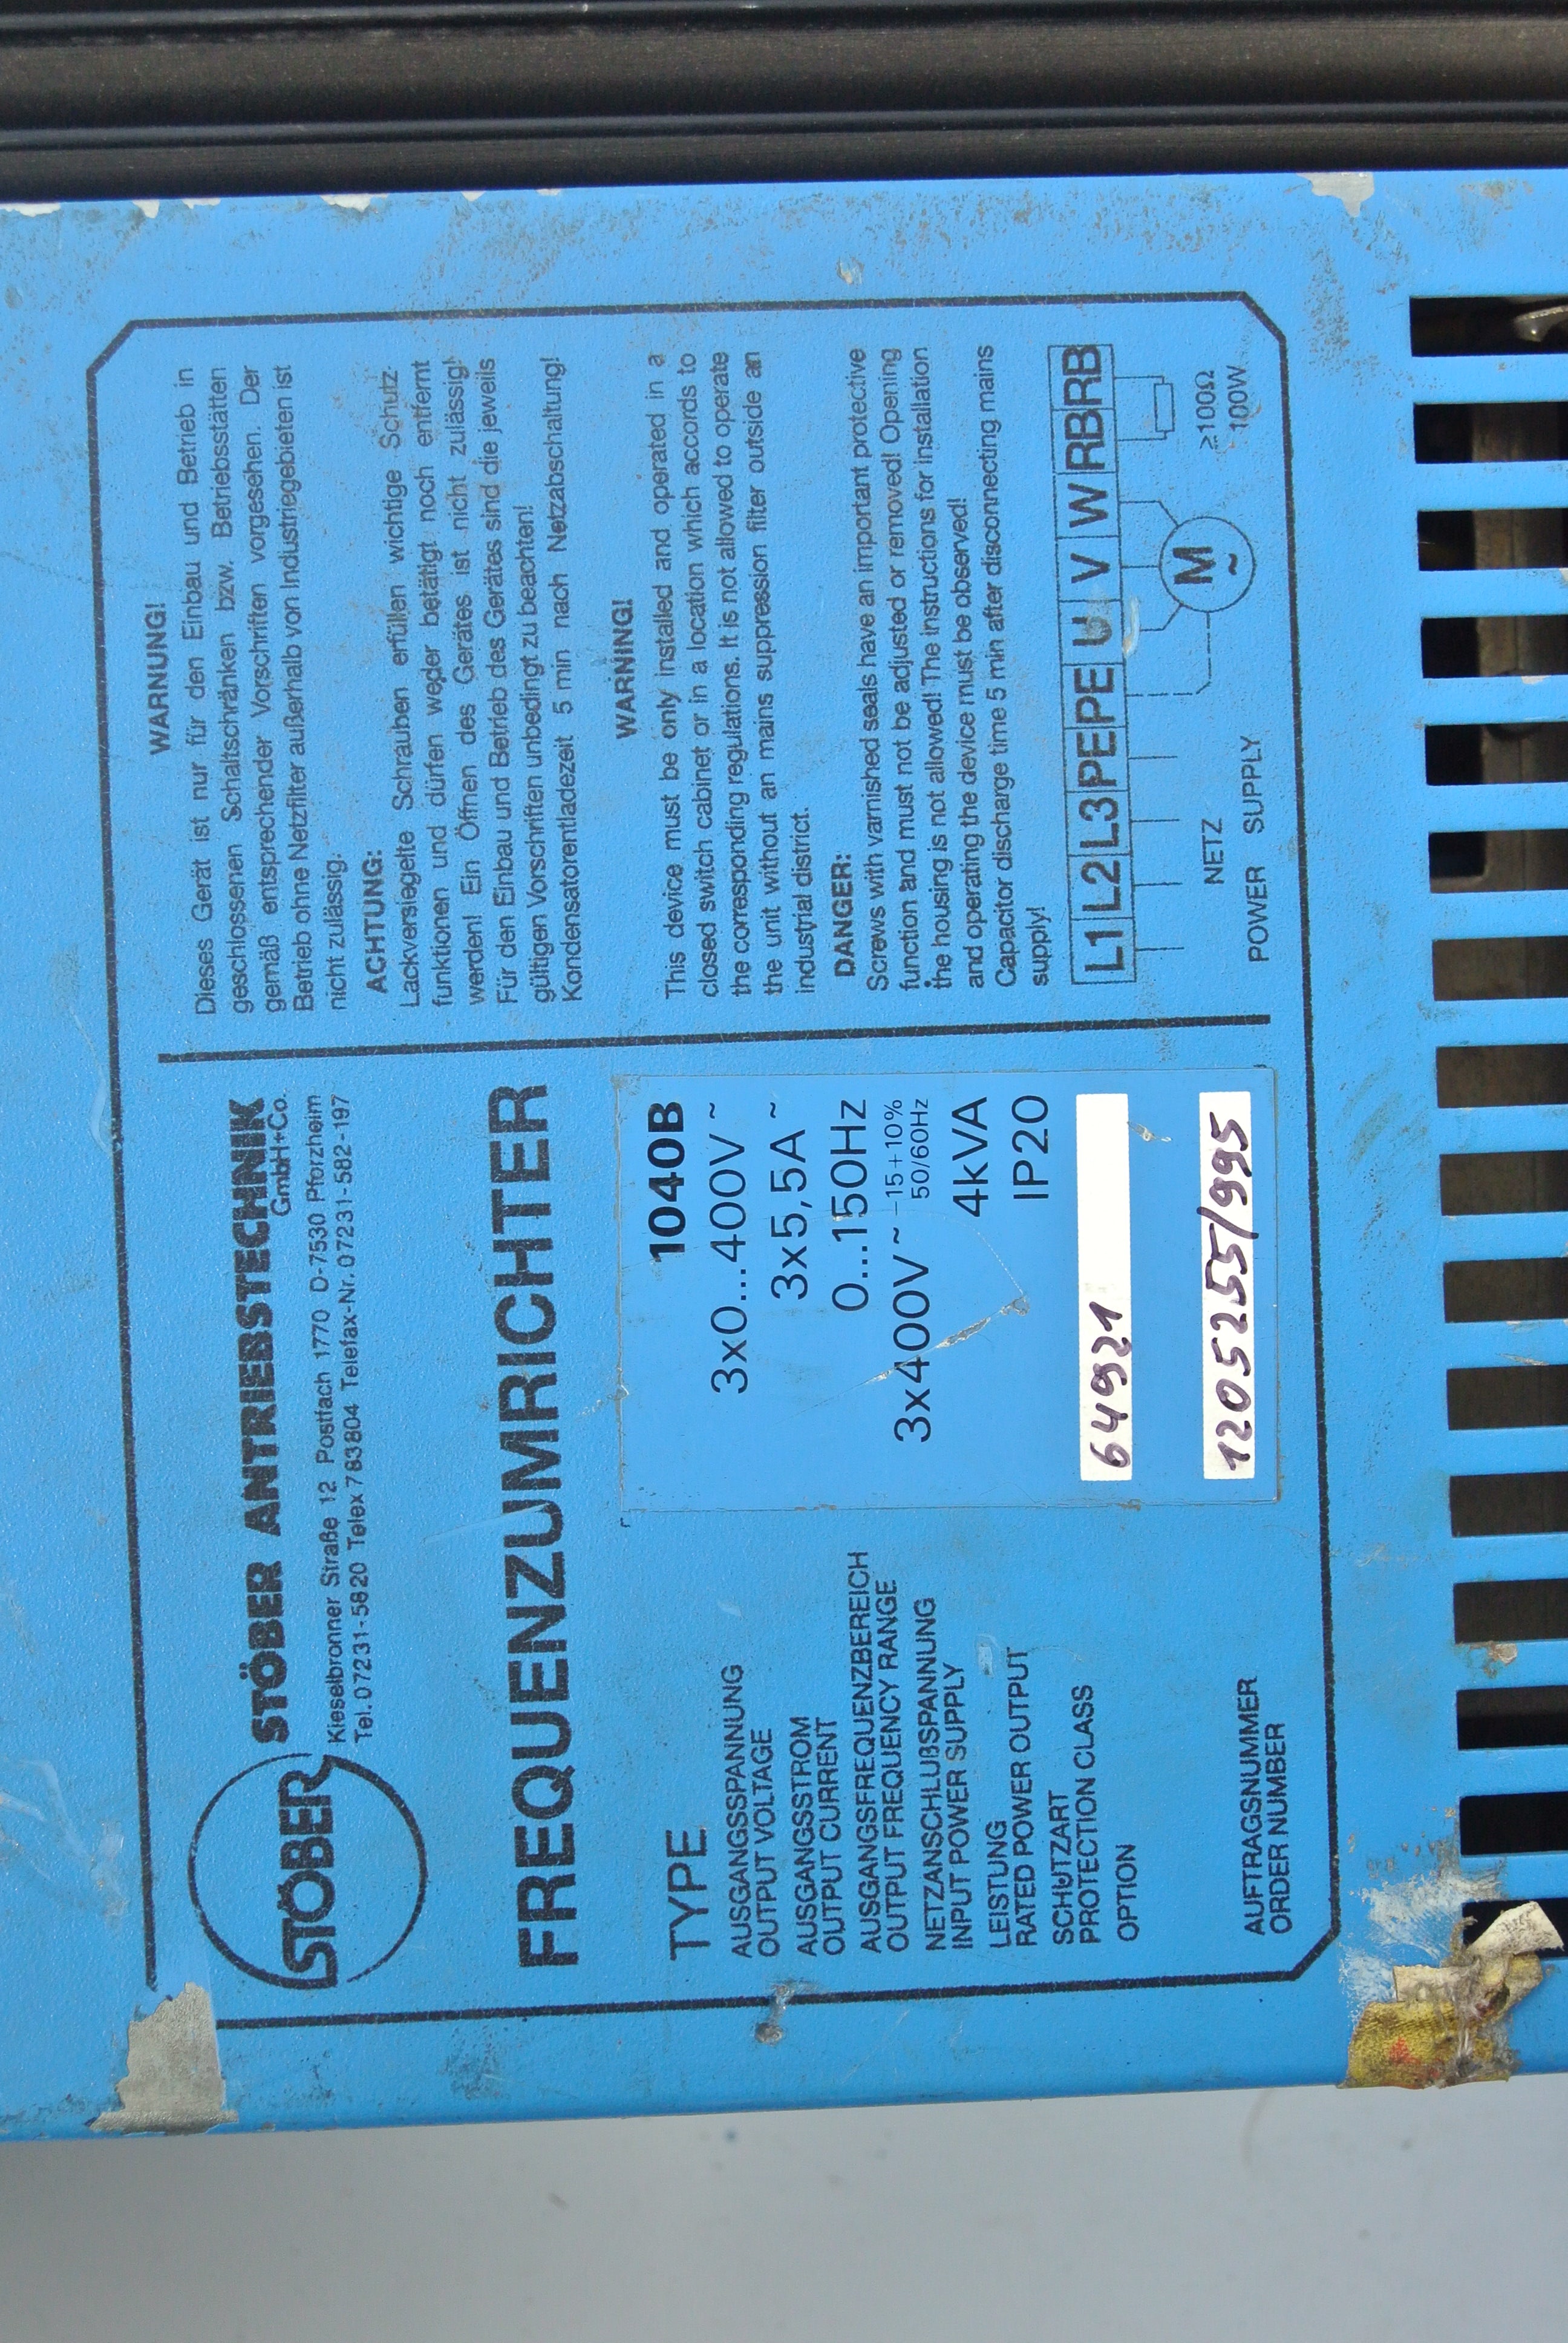 STÖBER
STÖBER ANTRIEBSTECHNIK
GmbH+Co.
Kieselbronner Straße 12 Postfach 1770 D-7530 Pforzheim
Tel.07231-5820 Telex 783804 Telefax-Nr.07231-582-197
FREQUENZUMRICHTER
TYPE 1040B
AUSGANGSSPANNUNG
OUTPUT VOLTAGE
3x0...400V ~
AUSGANGSSTROM
OUTPUT CURRENT
3x5,5A ~
AUSGANGSFREQUENZBEREICH
OUTPUT FREQUENCY RANGE
0...150Hz
NETZANSCHLUßSPANNUNG
INPUT POWER SUPPLY
3x400V ~ -15+10%
50/60Hz
LEISTUNG
RATED POWER OUTPUT
4kVA
SCHUTZART
PROTECTION CLASS
IP20
OPTION
64921
AUFTRAGSNUMMER
ORDER NUMBER
1205255/995
WARNUNG!
Dieses Gerät ist nur für den Einbau und Betrieb in
geschlossenen Schaltschränken bzw. Betriebsstätten
gemäß entsprechender Vorschriften vorgesehen. Der
Betrieb ohne Netzfilter außerhalb von Industriegebieten ist
nicht zulässig.
ACHTUNG:
Lackversiegelte Schrauben erfüllen wichtige Schutz-
funktionen und dürfen weder betätigt noch entfernt
werden! Ein Öffnen des Gerätes ist nicht zulässig!
Für den Einbau und Betrieb des Gerätes sind die jeweils
gültigen Vorschriften unbedingt zu beachten!
Kondensatorentladezeit 5 min nach Netzabschaltung!
WARNING!
This device must be only installed and operated in a
closed switch cabinet or in a location which accords to
the corresponding regulations. It is not allowed to operate
the unit without an mains suppression filter outside an
industrial district.
DANGER:
Screws with varnished seals have an important protective
function and must not be adjusted or removed! Opening
the housing is not allowed! The instructions for installation
and operating the device must be observed!
Capacitor discharge time 5 min after disconnecting mains
supply!
L1 L2 L3 PE PE U V W RB RB
M
~
≥100Ω
100W
NETZ
POWER SUPPLY